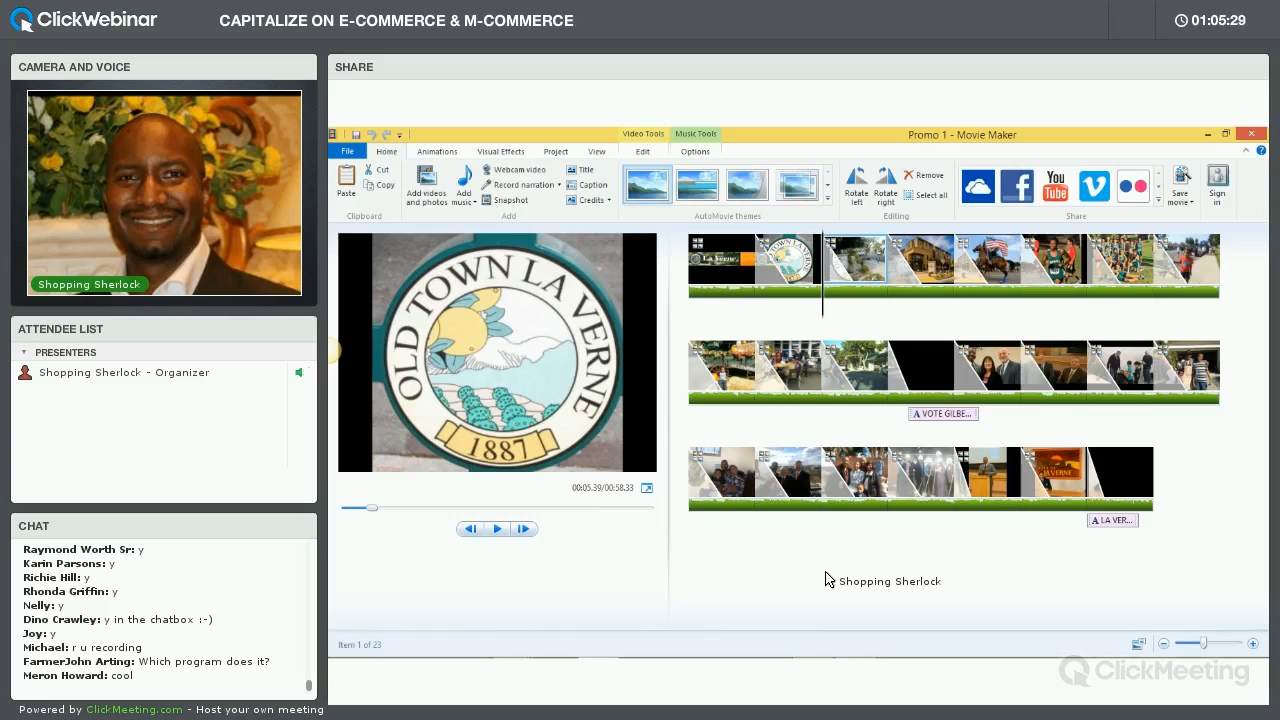 ClickWebinar
CAPITALIZE ON E-COMMERCE & M-COMMERCE
01:05:29
CAMERA AND VOICE
Shopping Sherlock
ATTENDEE LIST
PRESENTERS
Shopping Sherlock - Organizer
CHAT
Raymond Worth Sr: y
Karin Parsons: y
Richie Hill: y
Rhonda Griffin: y
Nelly: y
Dino Crawley: y in the chatbox :-)
Joy: y
Michael: r u recording
FarmerJohn Arting: Which program does it?
Meron Howard: cool
Powered by ClickMeeting.com - Host your own meeting
SHARE
Video Tools
Music Tools
Promo 1 - Movie Maker
File
Home
Animations
Visual Effects
Project
View
Edit
Options
Paste
Cut
Copy
Clipboard
Add videos and photos
Add music
Webcam video
Record narration
Snapshot
Title
Caption
Credits
Add
AutoMovie themes
Rotate left
Rotate right
Remove
Select all
Editing
You Tube
Share
Save movie
Sign in
OLD TOWN LA VERNE
1887
00:05.39/00:58.33
La Verne
VOTE GILBE...
LA VER...
Shopping Sherlock
Item 1 of 23
ClickMeeting